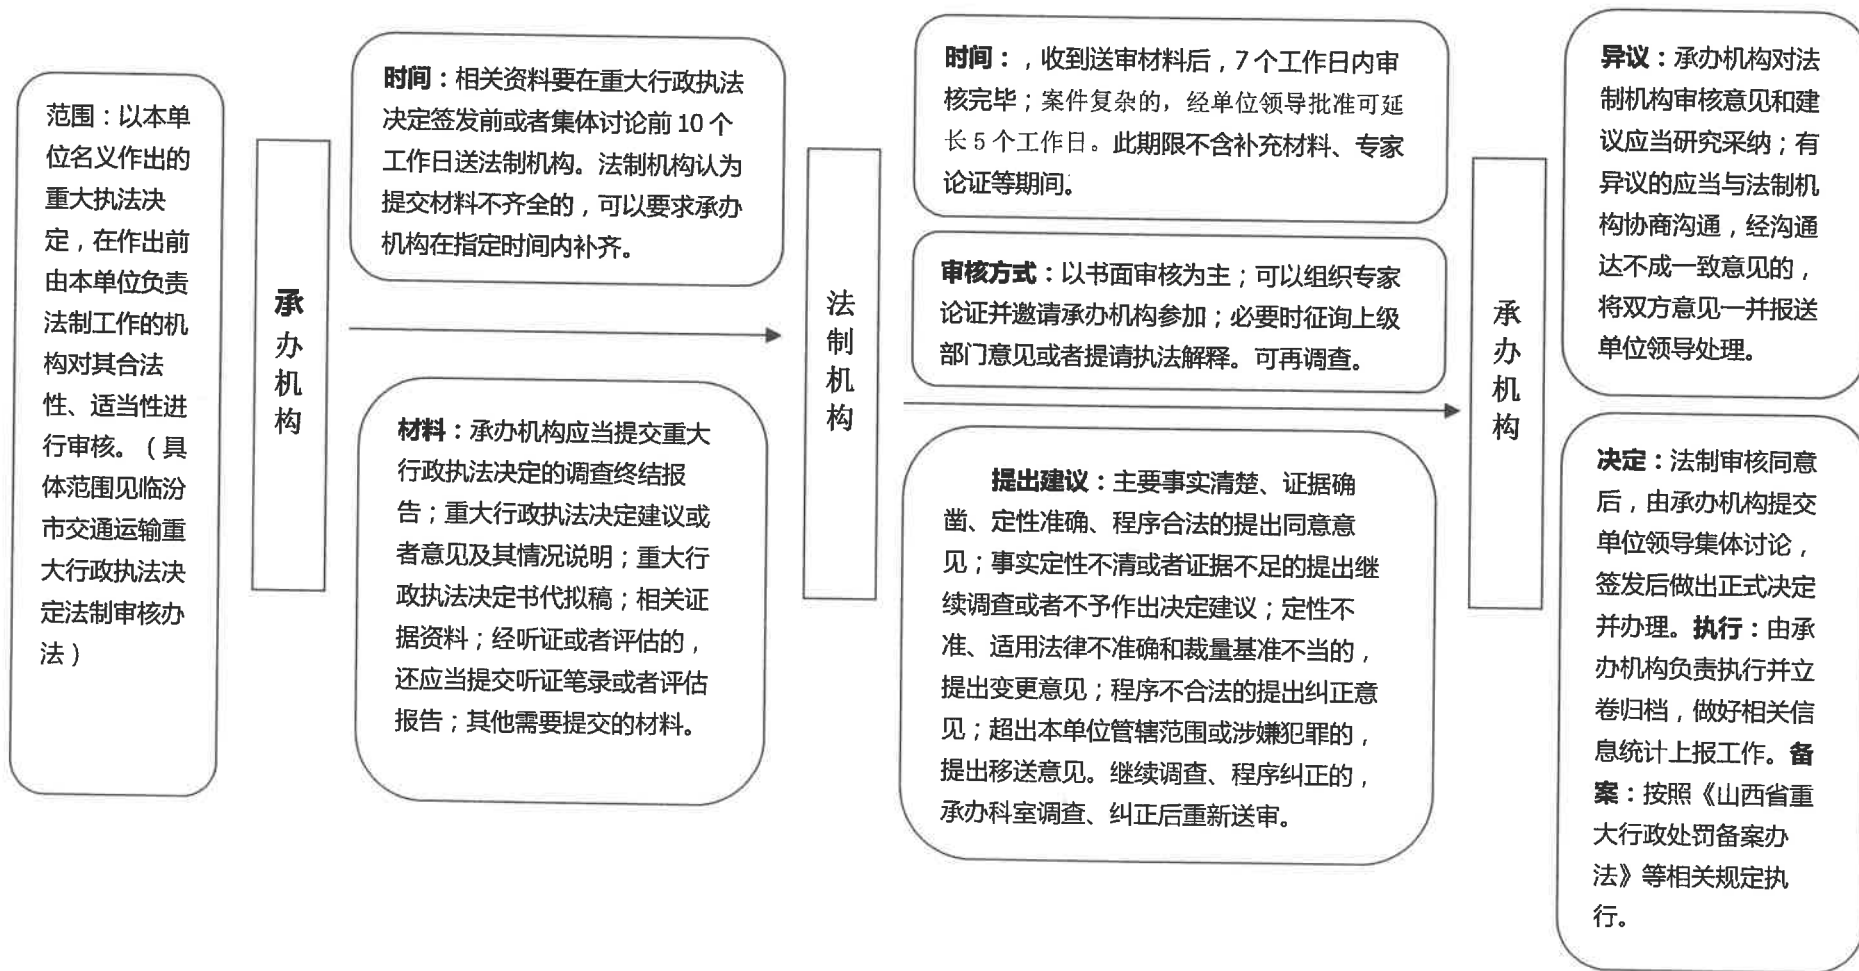 范围：以本单
位名义作出的
重大执法决
定，在作出前
由本单位负责
法制工作的机
构对其合法
性、适当性进
行审核。（具
体范围见临汾
市交通运输重
大行政执法决
定法制审核办
法）
承
办
机
构
时间：相关资料要在重大行政执法
决定签发前或者集体讨论前 10 个
工作日送法制机构。法制机构认为
提交材料不齐全的，可以要求承办
机构在指定时间内补齐。
材料：承办机构应当提交重大
行政执法决定的调查终结报
告；重大行政执法决定建议或
者意见及其情况说明；重大行
政执法决定书代拟稿；相关证
据资料；经听证或者评估的，
还应当提交听证笔录或者评估
报告；其他需要提交的材料。
法
制
机
构
时间：，收到送审材料后，7 个工作日内审
核完毕；案件复杂的，经单位领导批准可延
长 5 个工作日。此期限不含补充材料、专家
论证等期间。
审核方式：以书面审核为主；可以组织专家
论证并邀请承办机构参加；必要时征询上级
部门意见或者提请执法解释。可再调查。
提出建议：主要事实清楚、证据确
凿、定性准确、程序合法的提出同意意
见；事实定性不清或者证据不足的提出继
续调查或者不予作出决定建议；定性不
准、适用法律不准确和裁量基准不当的，
提出变更意见；程序不合法的提出纠正意
见；超出本单位管辖范围或涉嫌犯罪的，
提出移送意见。继续调查、程序纠正的，
承办科室调查、纠正后重新送审。
承
办
机
构
异议：承办机构对法
制机构审核意见和建
议应当研究采纳；有
异议的应当与法制机
构协商沟通，经沟通
达不成一致意见的，
将双方意见一并报送
单位领导处理。
决定：法制审核同意
后，由承办机构提交
单位领导集体讨论，
签发后做出正式决定
并办理。执行：由承
办机构负责执行并立
卷归档，做好相关信
息统计上报工作。备
案：按照《山西省重
大行政处罚备案办
法》等相关规定执
行。